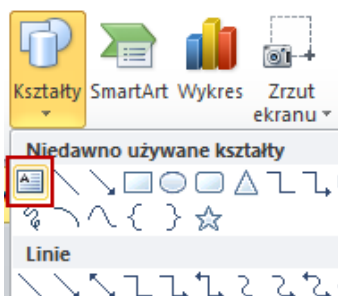 Kształty SmartArt Wykres Zrzut ekranu
Niedawno używane kształty
A
Linie